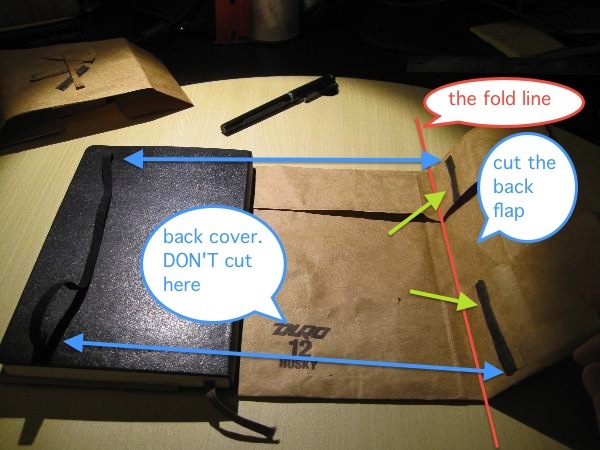 the fold line
cut the
back
flap
back cover.
DON'T cut
here
DURO
12
HUSKY